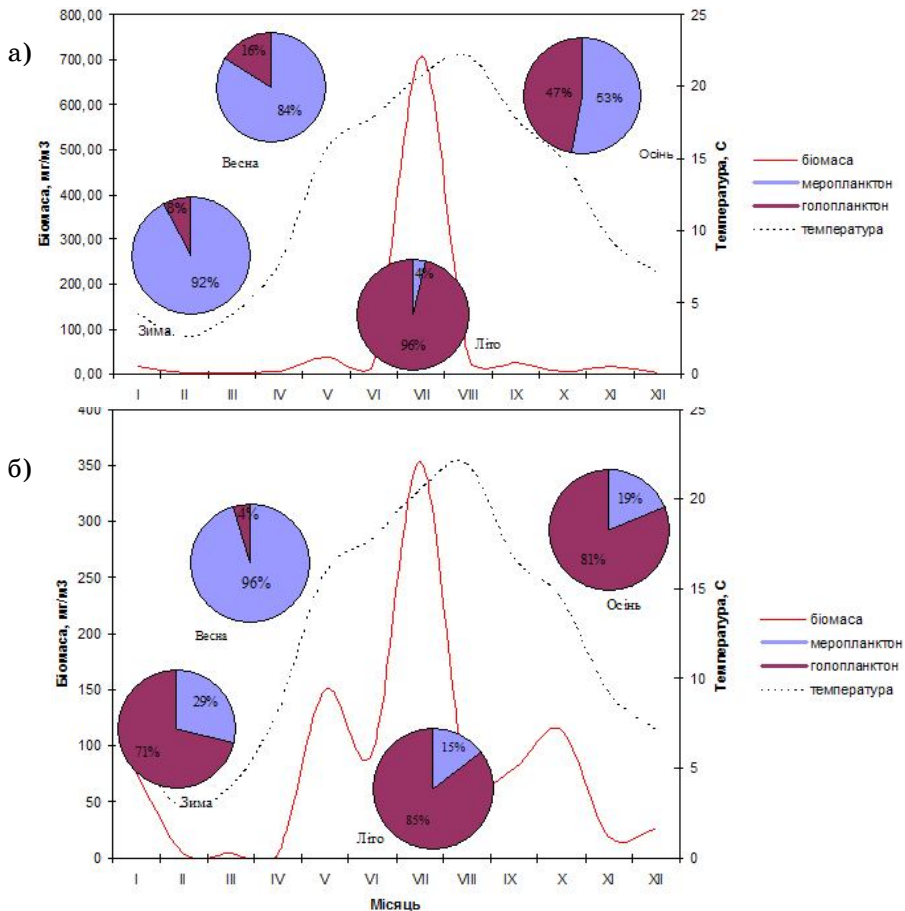 а)
800,00
700,00
600,00
500,00
400,00
300,00
200,00
100,00
0,00
Біомаса, мг/м3
25
20
15
10
5
0
Температура, С
16%
84%
Весна
47%
53%
Осінь
8%
92%
Зима.
4%
96%
Літо
біомаса
меропланктон
голопланктон
температура
I II III IV V VI VII VIII IX X XI XII
б)
400
350
300
250
200
150
100
50
0
Біомаса, мг/м3
25
20
15
10
5
0
Температура, С
4%
96%
Весна
19%
81%
Осінь
29%
71%
Зима
15%
85%
Літо
біомаса
меропланктон
голопланктон
температура
I II III IV V VI VII VIII IX X XI XII
Місяць